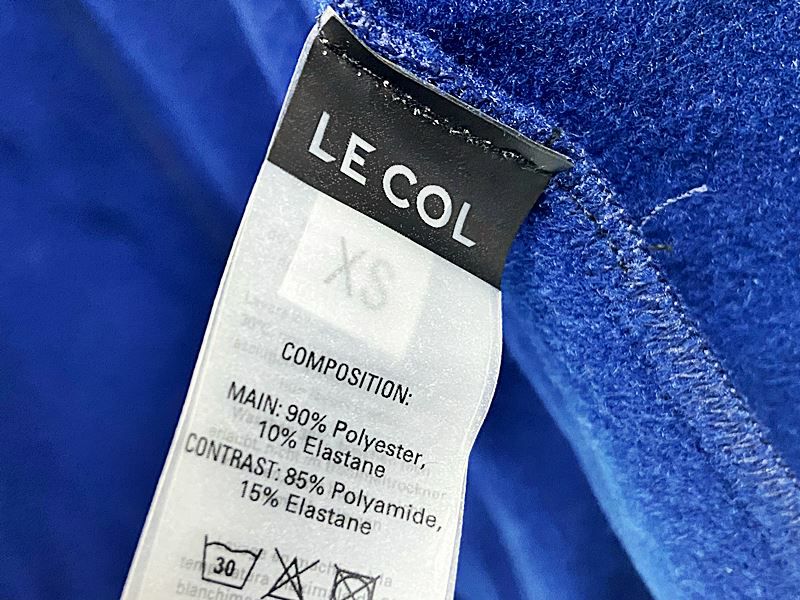 LE COL
XS
COMPOSITION:
MAIN: 90% Polyester,
10% Elastane
CONTRAST: 85% Polyamide,
15% Elastane
30